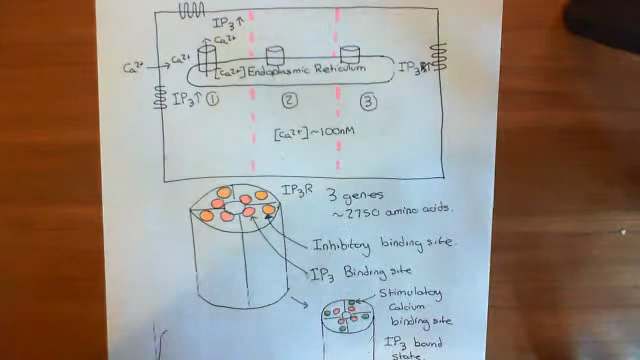 IP3↑
Ca²⁺
Ca²⁺ → Ca²⁺
[Ca²⁺] Endoplasmic Reticulum
IP3↑
IP3↑ ① ② ③
[Ca²⁺]~100nM
IP3R
3 genes
~2750 amino acids.
Inhibitory binding site.
IP3 Binding site
Stimulatory
Calcium
binding site
IP3 bound
state.